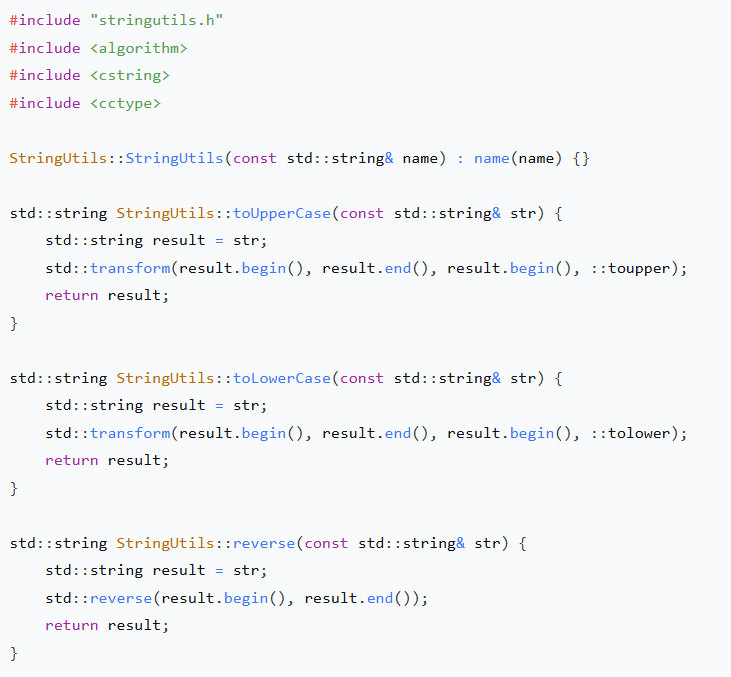 #include "stringutils.h"
#include <algorithm>
#include <cstring>
#include <cctype>

StringUtils::StringUtils(const std::string& name) : name(name) {}

std::string StringUtils::toUpperCase(const std::string& str) {
    std::string result = str;
    std::transform(result.begin(), result.end(), result.begin(), ::toupper);
    return result;
}

std::string StringUtils::toLowerCase(const std::string& str) {
    std::string result = str;
    std::transform(result.begin(), result.end(), result.begin(), ::tolower);
    return result;
}

std::string StringUtils::reverse(const std::string& str) {
    std::string result = str;
    std::reverse(result.begin(), result.end());
    return result;
}